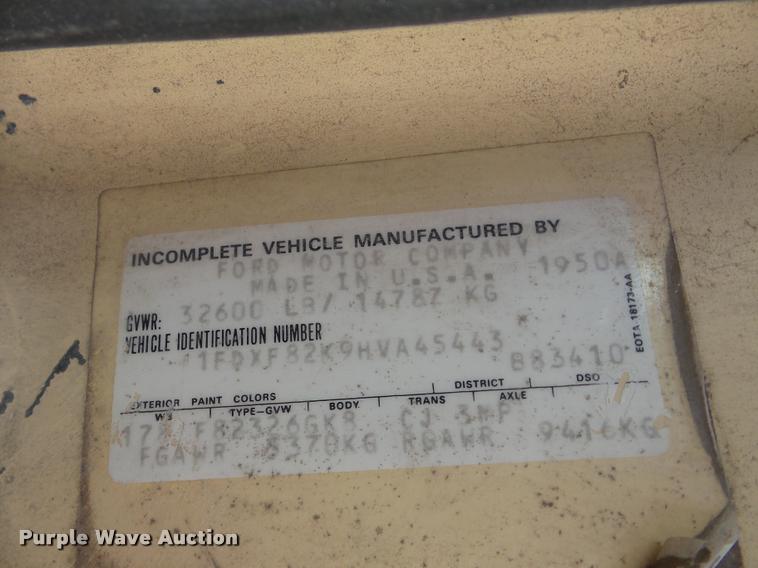 INCOMPLETE VEHICLE MANUFACTURED BY
FORD MOTOR COMPANY
MADE IN U.S.A. 1950A
GVWR: 32600 LB/ 14787 KG
VEHICLE IDENTIFICATION NUMBER
1FDXF82K9HVA45443
B83410
EOTA 18173-AA
EXTERIOR PAINT COLORS DISTRICT DSO
WB TYPE-GVW BODY TRANS AXLE
F82326GK8 CJ
FGAWR 5370KG RGAWR 9416KG
Purple Wave Auction